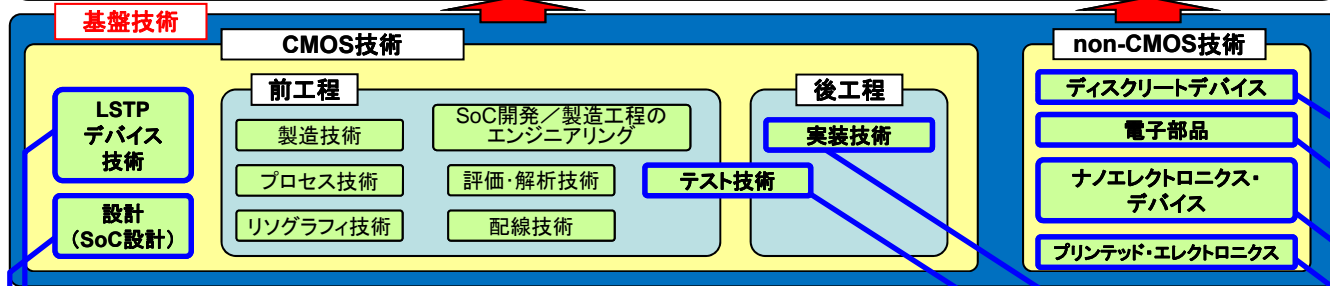 基盤技術
CMOS技術
LSTP
デバイス
技術
設計
（SoC設計）
前工程
製造技術
プロセス技術
リソグラフィ技術
SoC開発／製造工程の
エンジニアリング
評価・解析技術
配線技術
テスト技術
後工程
実装技術
non-CMOS技術
ディスクリートデバイス
電子部品
ナノエレクトロニクス・
デバイス
プリンテッド・エレクトロニクス